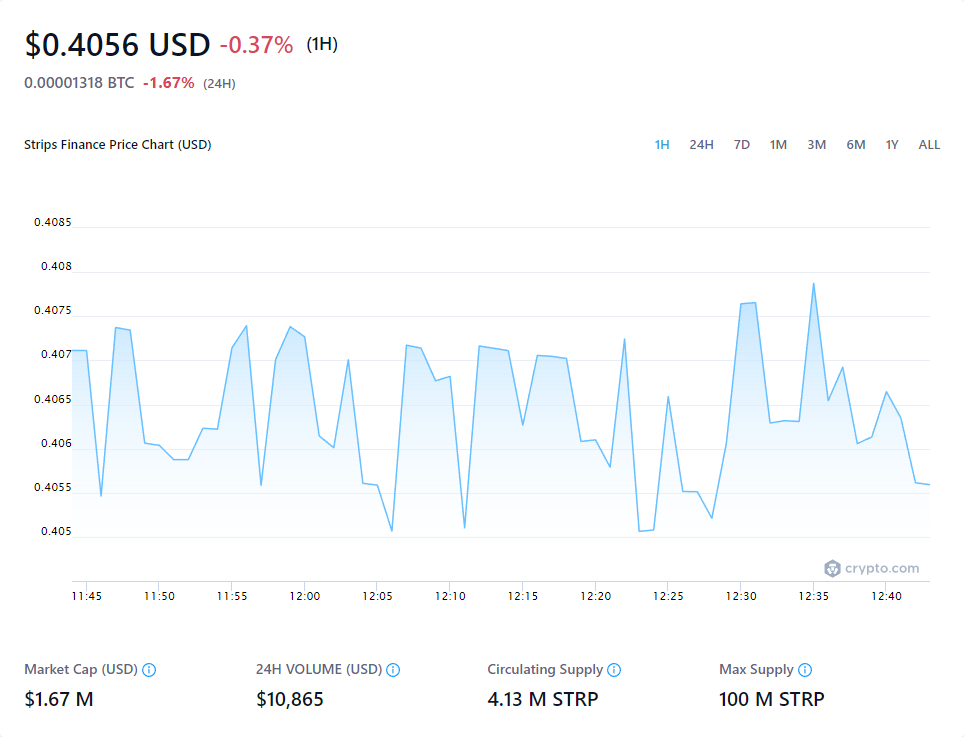 $0.4056 USD -0.37% (1H)
0.00001318 BTC -1.67% (24H)
Strips Finance Price Chart (USD) 1H 24H 7D 1M 3M 6M 1Y ALL
0.4085
0.408
0.4075
0.407
0.4065
0.406
0.4055
0.405
crypto.com
11:45 11:50 11:55 12:00 12:05 12:10 12:15 12:20 12:25 12:30 12:35 12:40
Market Cap (USD) 24H VOLUME (USD) Circulating Supply Max Supply
$1.67 M $10,865 4.13 M STRP 100 M STRP